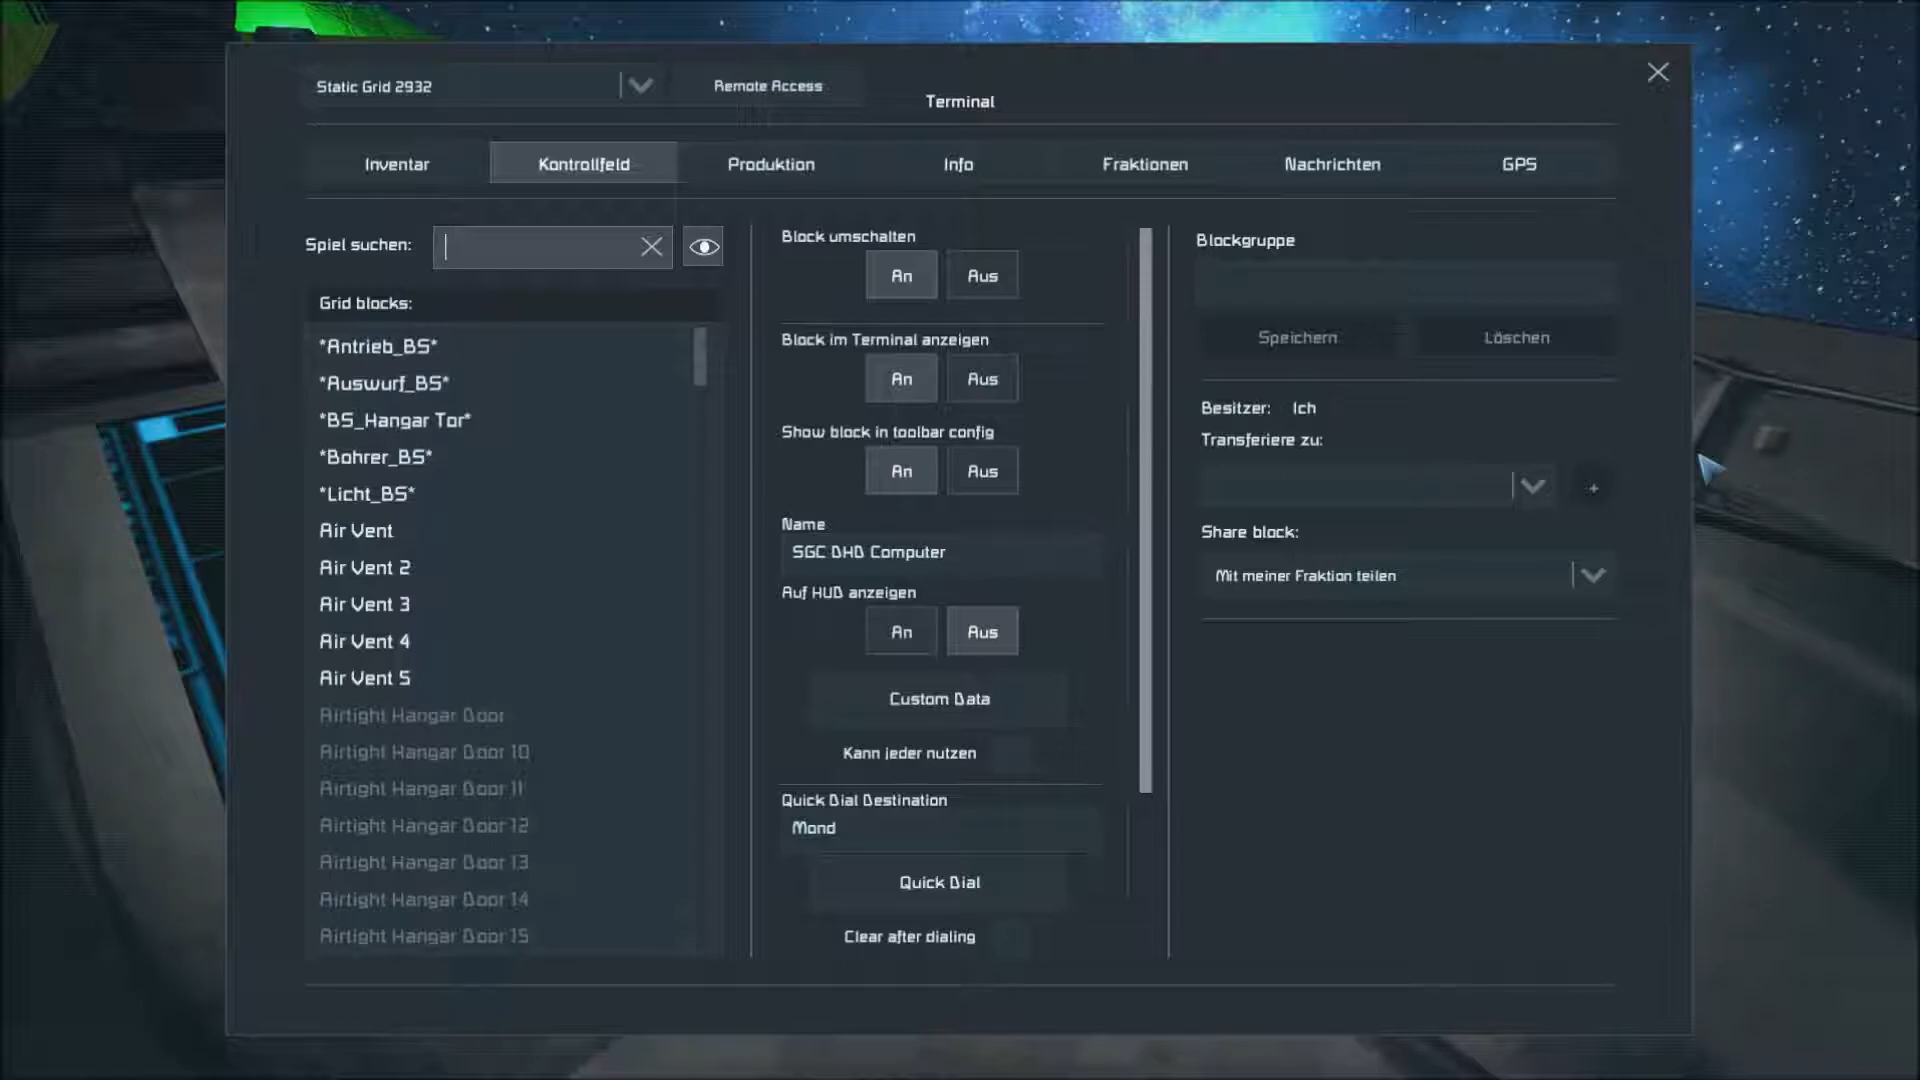 Static Grid 2932
Remote Access
Terminal
Inventar
Kontrollfeld
Produktion
Info
Fraktionen
Nachrichten
GPS
Spiel suchen:
Grid blocks:
*Antrieb_BS*
*Auswurf_BS*
*BS_Hangar Tor*
*Bohrer_BS*
*Licht_BS*
Air Vent
Air Vent 2
Air Vent 3
Air Vent 4
Air Vent 5
Airtight Hangar Door
Airtight Hangar Door 10
Airtight Hangar Door 11
Airtight Hangar Door 12
Airtight Hangar Door 13
Airtight Hangar Door 14
Airtight Hangar Door 15
Block umschalten
An Aus
Block im Terminal anzeigen
An Aus
Show block in toolbar config
An Aus
Name
SGC DHD Computer
Auf HUD anzeigen
An Aus
Custom Data
Kann jeder nutzen
Quick Dial Destination
Mond
Quick Dial
Clear after dialing
Blockgruppe
Speichern
Löschen
Besitzer: Ich
Transferiere zu:
+
Share block:
Mit meiner Fraktion teilen